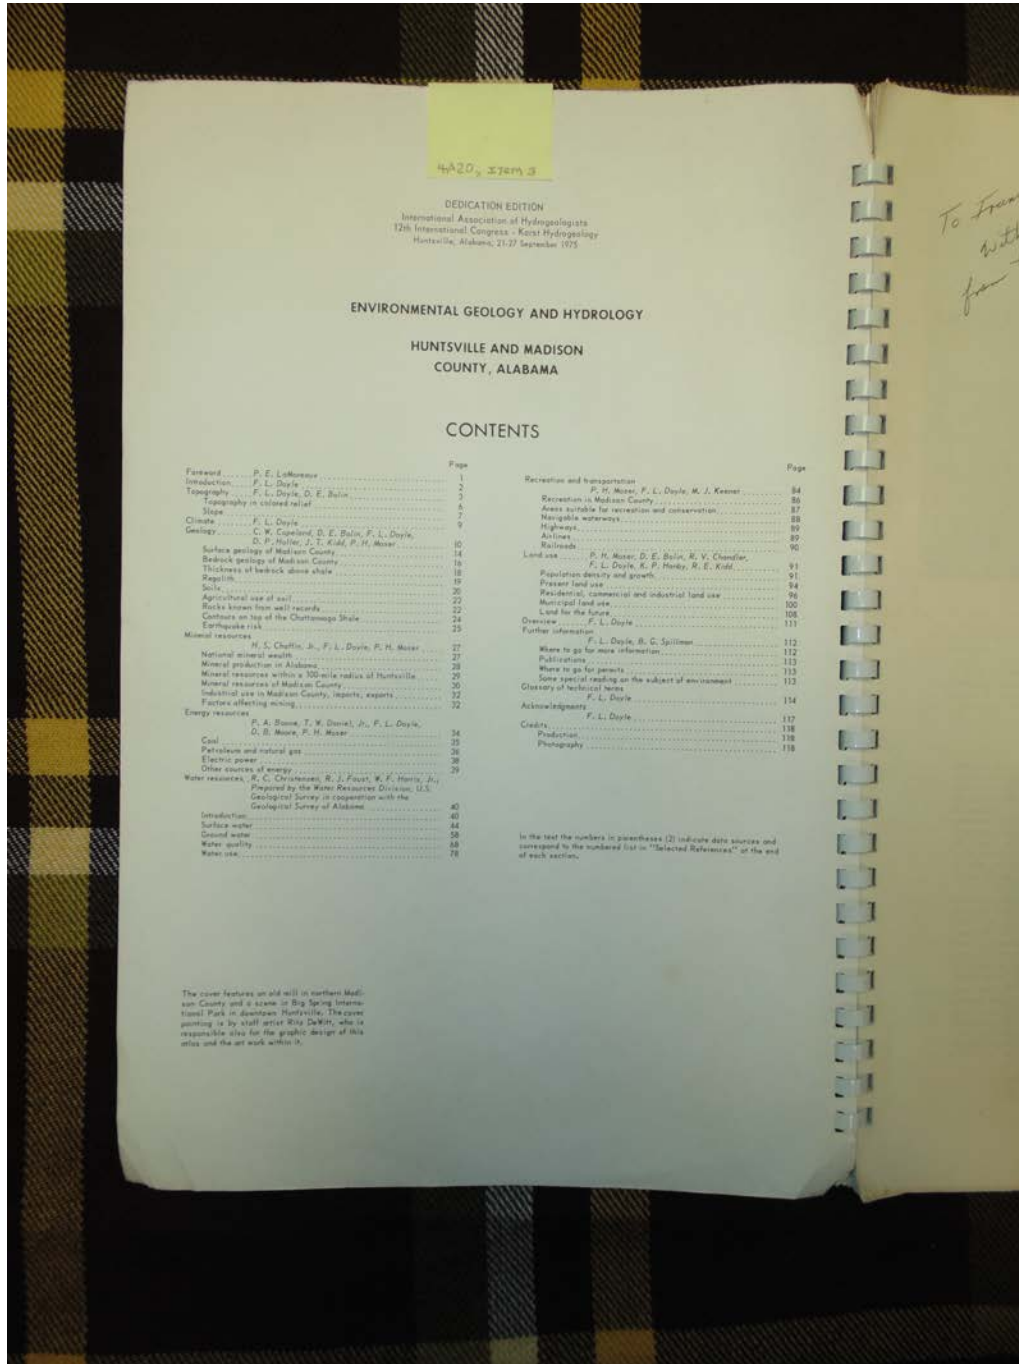 4A20, ITEM 3
DEDICATION EDITION
International Association of Hydrogeologists
12th International Congress - Karst Hydrogeology
Huntsville, Alabama, 21-27 September 1975
ENVIRONMENTAL GEOLOGY AND HYDROLOGY
HUNTSVILLE AND MADISON
COUNTY, ALABAMA
CONTENTS
Page
Foreword P. E. LaMoreaux 1
Introduction F. L. Doyle 2
Topography F. L. Doyle, D. E. Bolin 3
Topography in colored relief 6
Slope 7
Climate F. L. Doyle 9
Geology C. W. Copeland, D. E. Bolin, F. L. Doyle,
D. P. Holler, J. T. Kidd, P. H. Moser 10
Surface geology of Madison County 14
Bedrock geology of Madison County 16
Thickness of bedrock above shale 18
Regolith 19
Soils 20
Agricultural use of soil 22
Rocks known from well records 22
Contours on top of the Chattanooga Shale 24
Earthquake risk 25
Mineral resources
H. S. Chaffin, Jr., F. L. Doyle, P. H. Moser 27
National mineral wealth 27
Mineral production in Alabama 28
Mineral resources within a 300-mile radius of Huntsville 29
Mineral resources of Madison County 30
Industrial use in Madison County, imports, exports 32
Factors affecting mining 32
Energy resources
P. A. Boone, T. W. Daniel, Jr., F. L. Doyle,
D. B. Moore, P. H. Moser 34
Coal 35
Petroleum and natural gas 36
Electric power 38
Other sources of energy 39
Water resources R. C. Christensen, R. J. Faust, W. F. Harris, Jr.,
Prepared by the Water Resources Division, U.S.
Geological Survey in cooperation with the
Geological Survey of Alabama 40
Introduction 40
Surface water 44
Ground water 58
Water quality 68
Water use 78
Page
Recreation and transportation
P. H. Moser, F. L. Doyle, M. J. Keener 84
Recreation in Madison County 86
Areas suitable for recreation and conservation 87
Navigable waterways 88
Highways 89
Airlines 89
Railroads 90
Land use P. H. Moser, D. E. Bolin, R. V. Chandler,
F. L. Doyle, K. P. Hanby, R. E. Kidd 91
Population density and growth 91
Present land use 94
Residential, commercial and industrial land use 96
Municipal land use 100
Land for the future 108
Overview F. L. Doyle 111
Further information
F. L. Doyle, B. G. Spillman 112
Where to go for more information 112
Publications 113
Where to go for permits 113
Some special reading on the subject of environment 113
Glossary of technical terms
F. L. Doyle 114
Acknowledgments
F. L. Doyle 117
Credits 118
Production 118
Photography 118
In the text the numbers in parentheses (2) indicate data sources and
correspond to the numbered list in "Selected References" at the end
of each section.
The cover features an old mill in northern Madi-
son County and a scene in Big Spring Interna-
tional Park in downtown Huntsville. The cover
painting is by staff artist Rita DeWitt, who is
responsible also for the graphic design of this
atlas and the art work within it.
To Fran
with
from